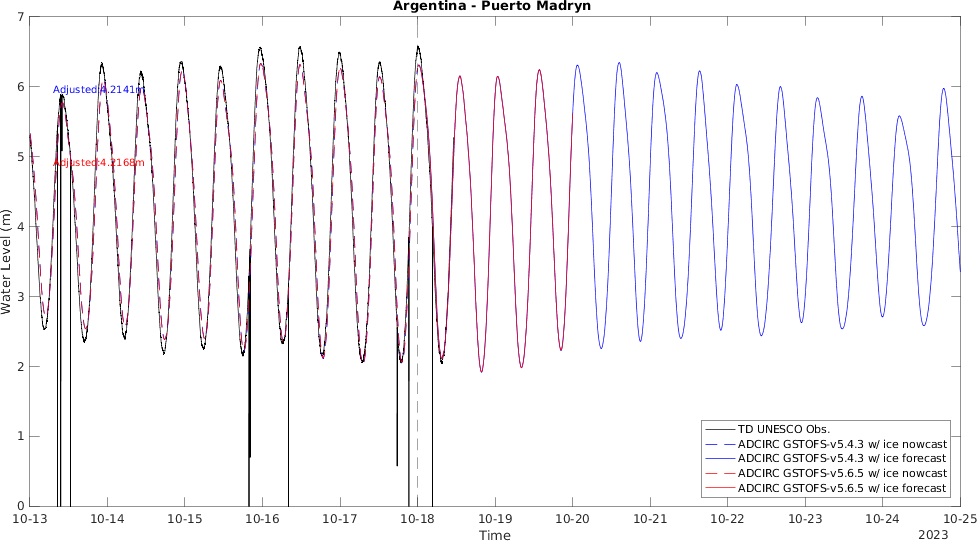 Argentina - Puerto Madryn
7
6
5
4
3
2
1
0
Water Level (m)
Adjusted:4.2141m
Adjusted:4.2168m
TD UNESCO Obs.
ADCIRC GSTOFS-v5.4.3 w/ ice nowcast
ADCIRC GSTOFS-v5.4.3 w/ ice forecast
ADCIRC GSTOFS-v5.6.5 w/ ice nowcast
ADCIRC GSTOFS-v5.6.5 w/ ice forecast
10-13 10-14 10-15 10-16 10-17 10-18 10-19 10-20 10-21 10-22 10-23 10-24 10-25
Time
2023